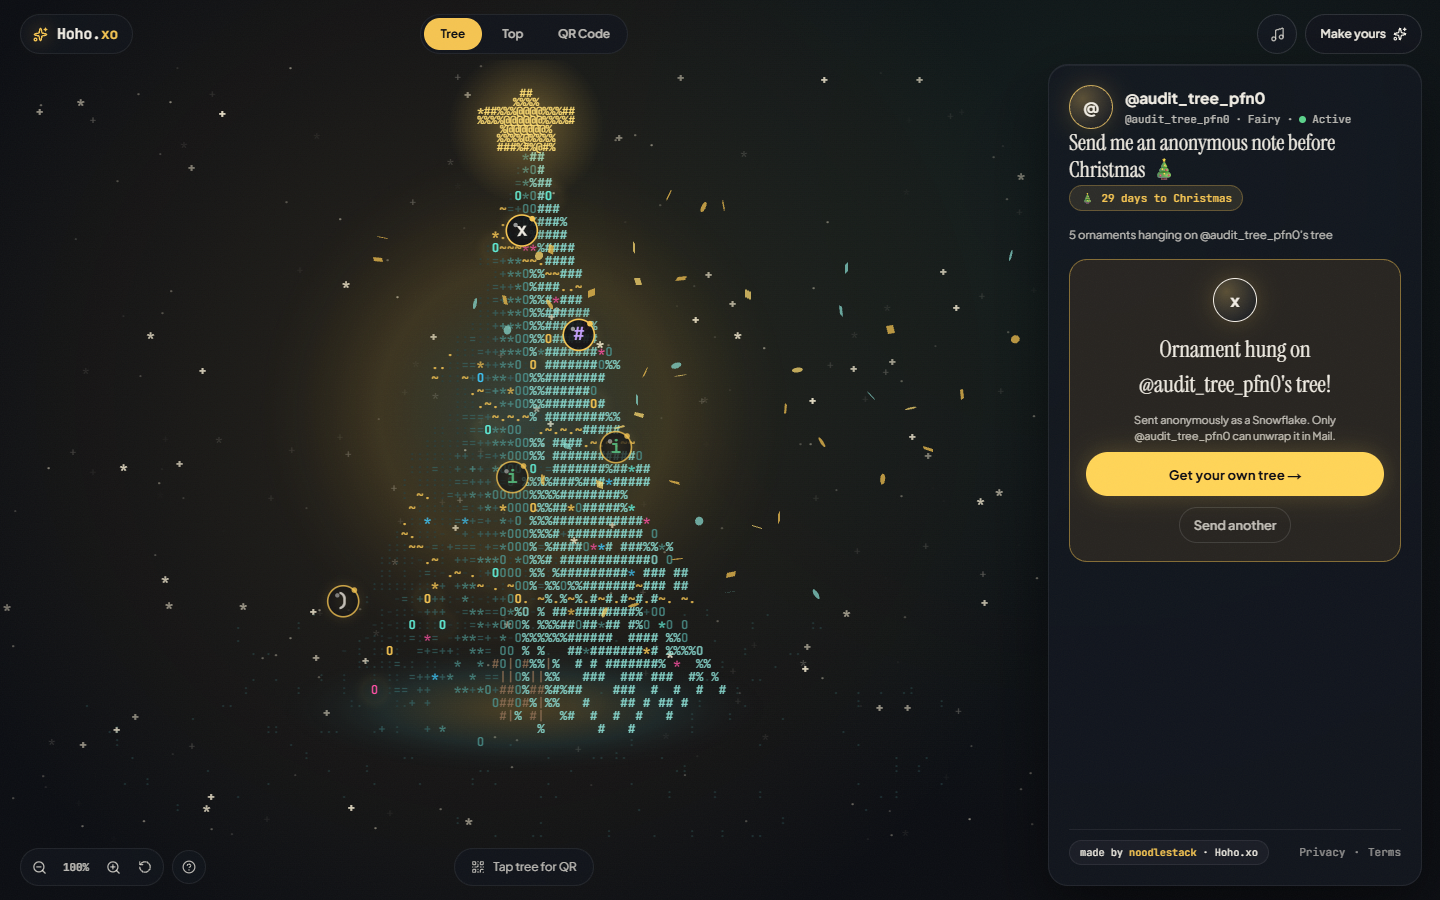 Hoho.xo
Tree
Top
QR Code
Make yours
@
@audit_tree_pfn0
@audit_tree_pfn0 · Fairy · Active
Send me an anonymous note before
Christmas 🎄
🎄 29 days to Christmas
5 ornaments hanging on @audit_tree_pfn0's tree
x
Ornament hung on
@audit_tree_pfn0's tree!
Sent anonymously as a Snowflake. Only
@audit_tree_pfn0 can unwrap it in Mail.
Get your own tree →
Send another
x
#
i
i
)
100%
Tap tree for QR
made by noodlestack · Hoho.xo
Privacy · Terms